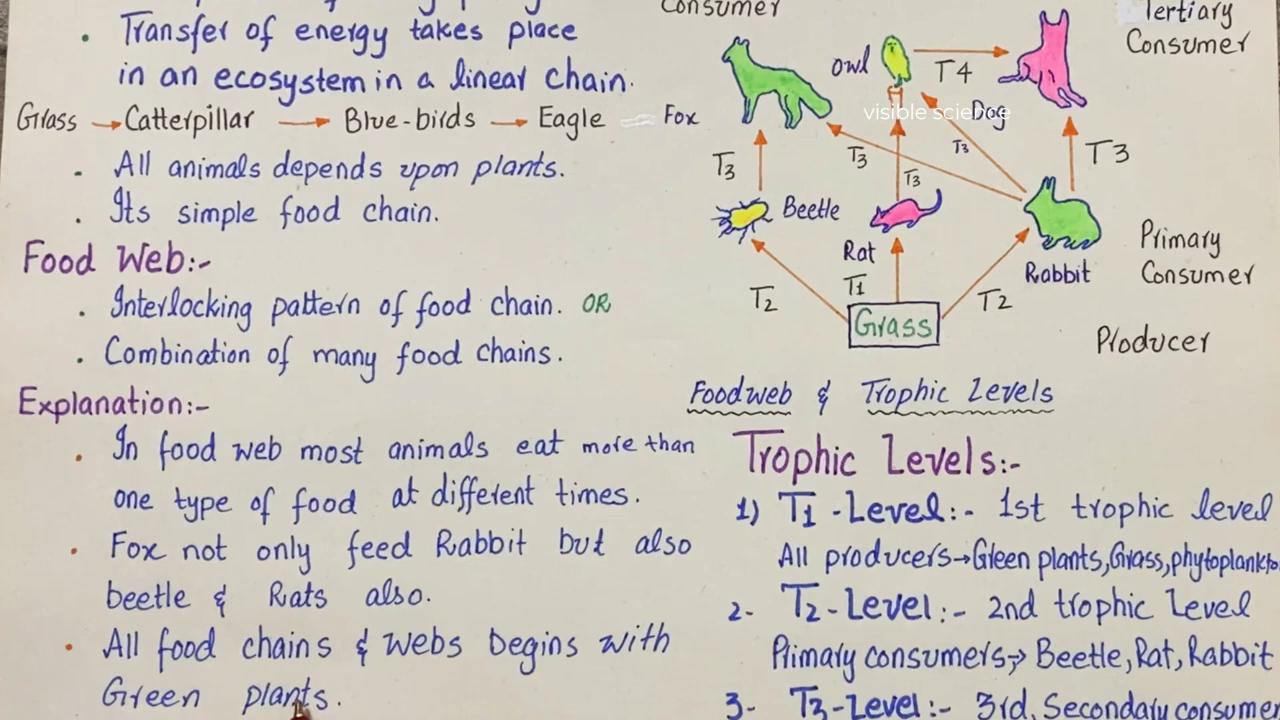 Transfer of energy takes place
in an ecosystem in a linear chain.
Grass → Catterpillar → Blue-birds → Eagle
All animals depends upon plants.
Its simple food chain.
Food Web:-
Interlocking pattern of food chain. OR
Combination of many food chains.
Explanation:-
In food web most animals eat more than
one type of food at different times.
Fox not only feed Rabbit but also
beetle & Rats also.
All food chains & webs begins with
Green plants.
Consumer
Tertiary
Consumer
owl
T4
visible science
Fox
Dog
T3
T3
T3
T3
T3
Beetle
Rat
Rabbit
Primary
Consumer
T2
T1
T2
Grass
Producer
Foodweb & Trophic Levels
Trophic Levels:-
1) T1 -Level:- 1st trophic level
All producers→Green plants,Grass,phytoplankto
2- T2-Level:- 2nd trophic Level
Primary consumers→ Beetle,Rat,Rabbit
3- T3-Level:- 3rd, Secondary consumer